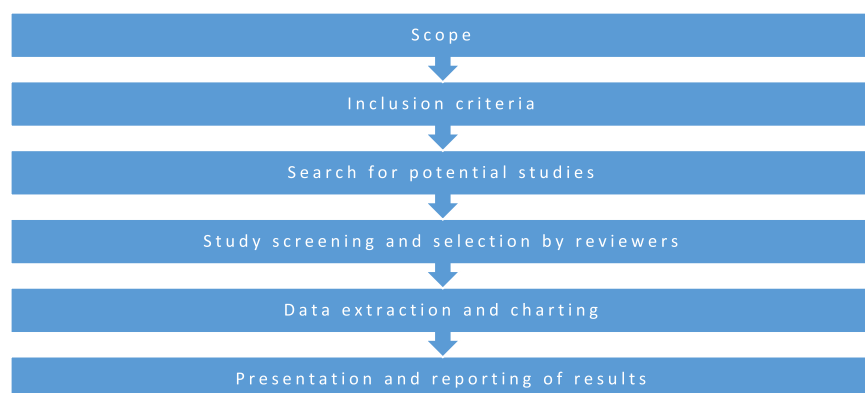 Scope
Inclusion criteria
Search for potential studies
Study screening and selection by reviewers
Data extraction and charting
Presentation and reporting of results